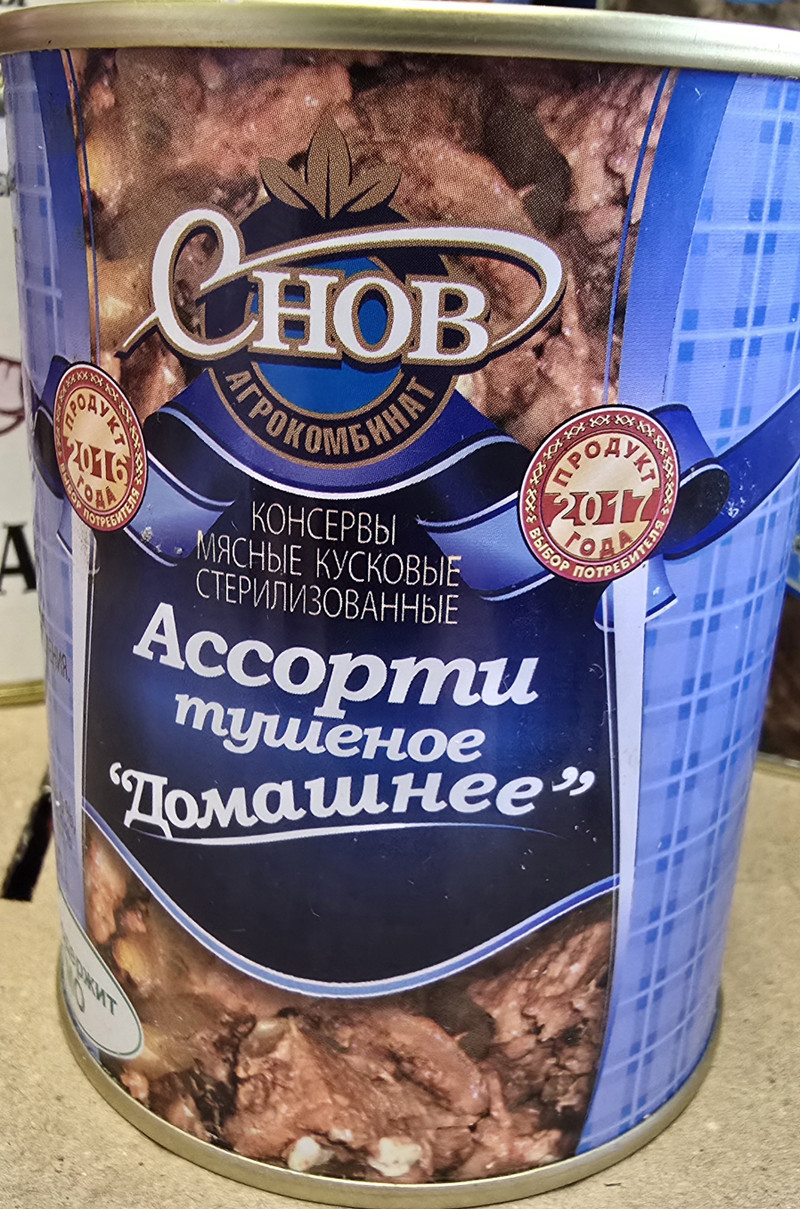 Снов
АГРОКОМБИНАТ
ПРОДУКТ
2016
ГОДА
ВЫБОР ПОТРЕБИТЕЛЯ
ПРОДУКТ
2017
ГОДА
ВЫБОР ПОТРЕБИТЕЛЯ
КОНСЕРВЫ
МЯСНЫЕ КУСКОВЫЕ
СТЕРИЛИЗОВАННЫЕ
Ассорти
тушеное
“Домашнее”